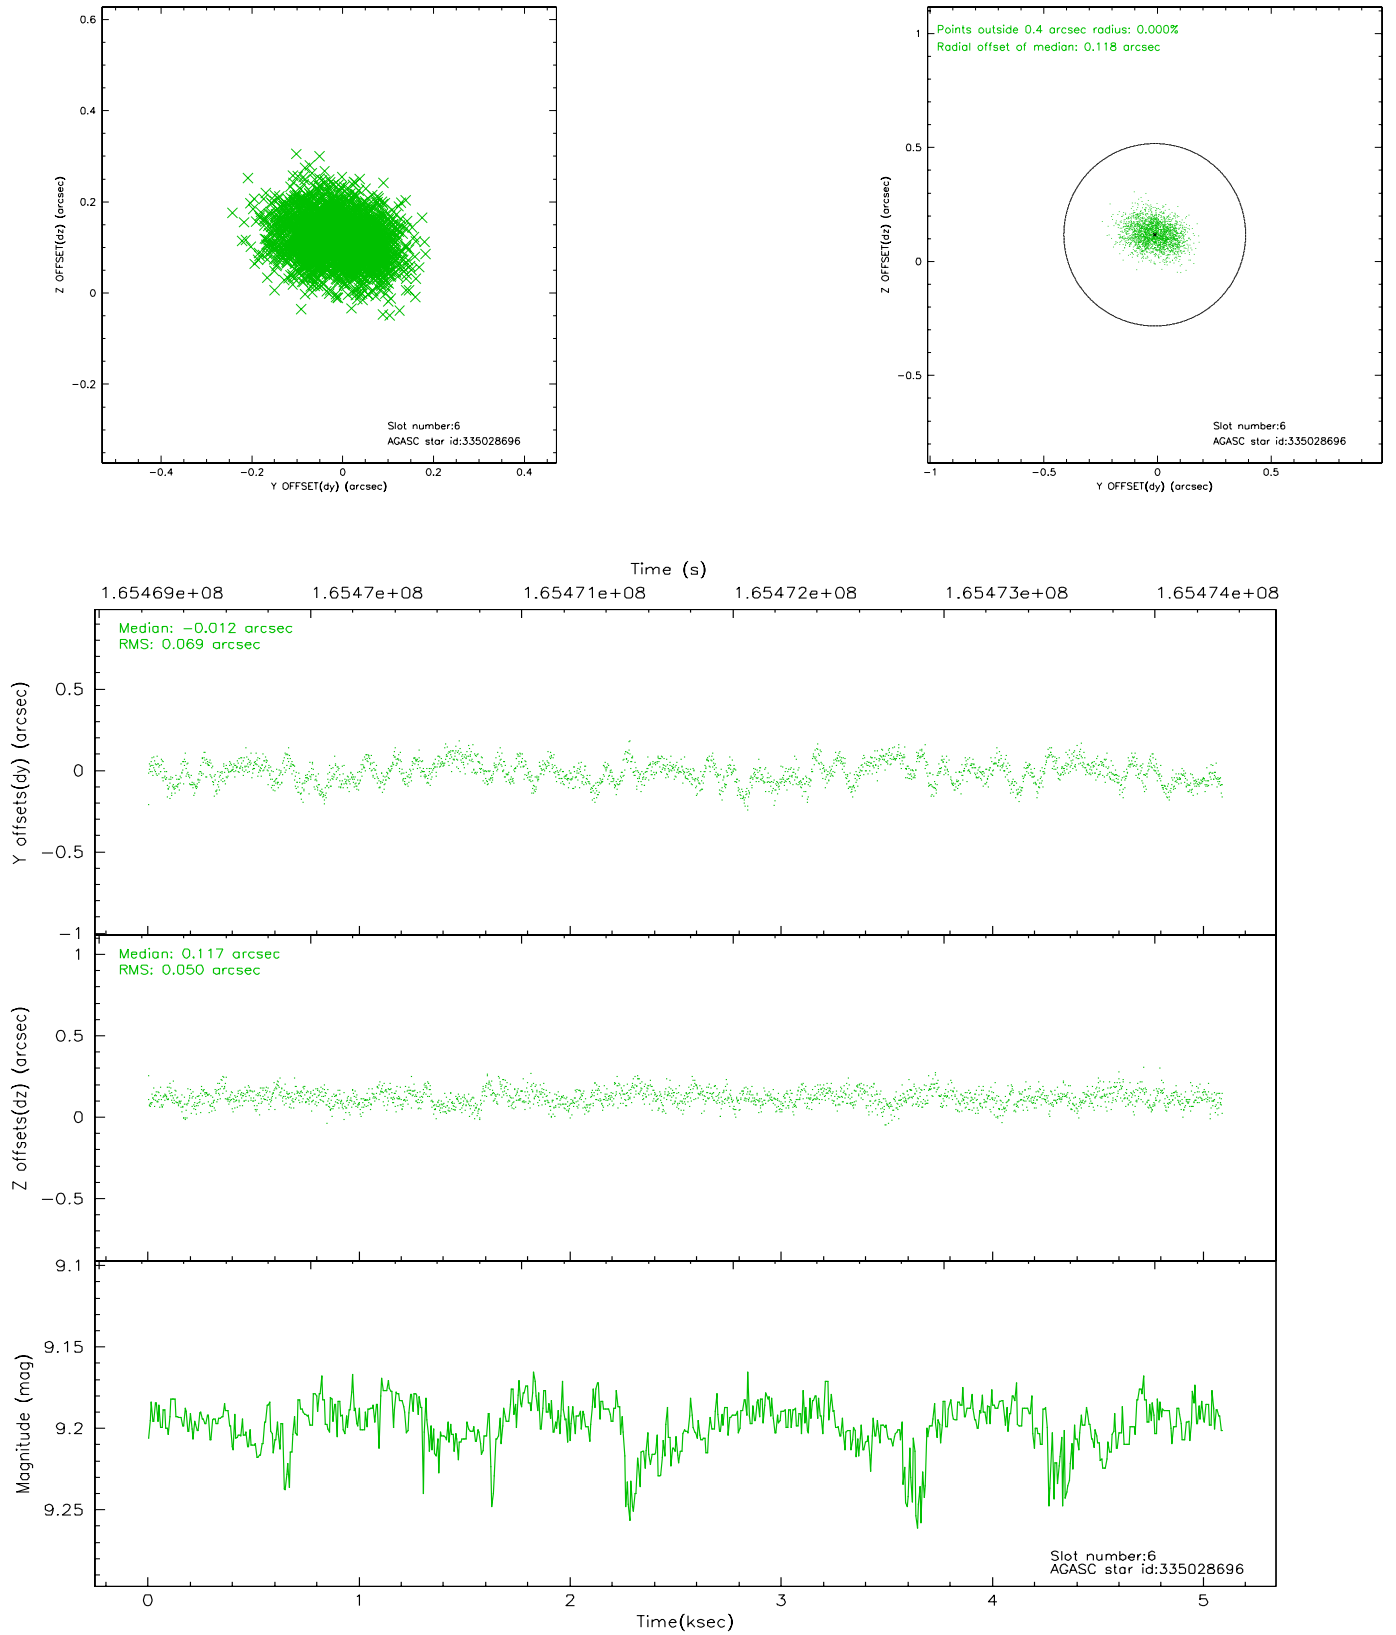 0.6
0.4
0.2
0
−0.2
Z OFFSET(dz) (arcsec)
Slot number:6
AGASC star id:335028696
−0.4 −0.2 0 0.2 0.4
Y OFFSET(dy) (arcsec)
Points outside 0.4 arcsec radius: 0.000%
Radial offset of median: 0.118 arcsec
1
0.5
0
−0.5
Z OFFSET(dz) (arcsec)
Slot number:6
AGASC star id:335028696
−1 −0.5 0 0.5
Y OFFSET(dy) (arcsec)
Time (s)
1.65469e+08 1.6547e+08 1.65471e+08 1.65472e+08 1.65473e+08 1.65474e+08
Median: −0.012 arcsec
RMS: 0.069 arcsec
0.5
0
−0.5
−1
Y offsets(dy) (arcsec)
Median: 0.117 arcsec
RMS: 0.050 arcsec
1
0.5
0
−0.5
Z offsets(dz) (arcsec)
9.1
9.15
9.2
9.25
Magnitude (mag)
Slot number:6
AGASC star id:335028696
0 1 2 3 4 5
Time(ksec)